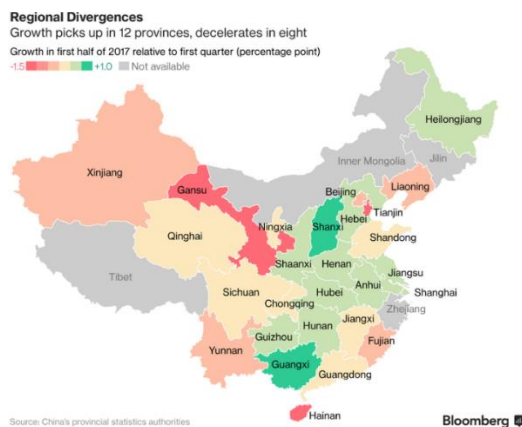 Regional Divergences
Growth picks up in 12 provinces, decelerates in eight
Growth in first half of 2017 relative to first quarter (percentage point)
-1.5 +1.0 Not available
Heilongjiang
Jilin
Inner Mongolia
Xinjiang
Liaoning
Beijing
Gansu
Tianjin
Hebei
Ningxia
Shanxi
Shandong
Qinghai
Shaanxi
Henan
Jiangsu
Tibet
Anhui
Shanghai
Sichuan
Hubei
Chongqing
Zhejiang
Jiangxi
Hunan
Guizhou
Yunnan
Fujian
Guangxi
Guangdong
Hainan
Source: China's provincial statistics authorities
Bloomberg